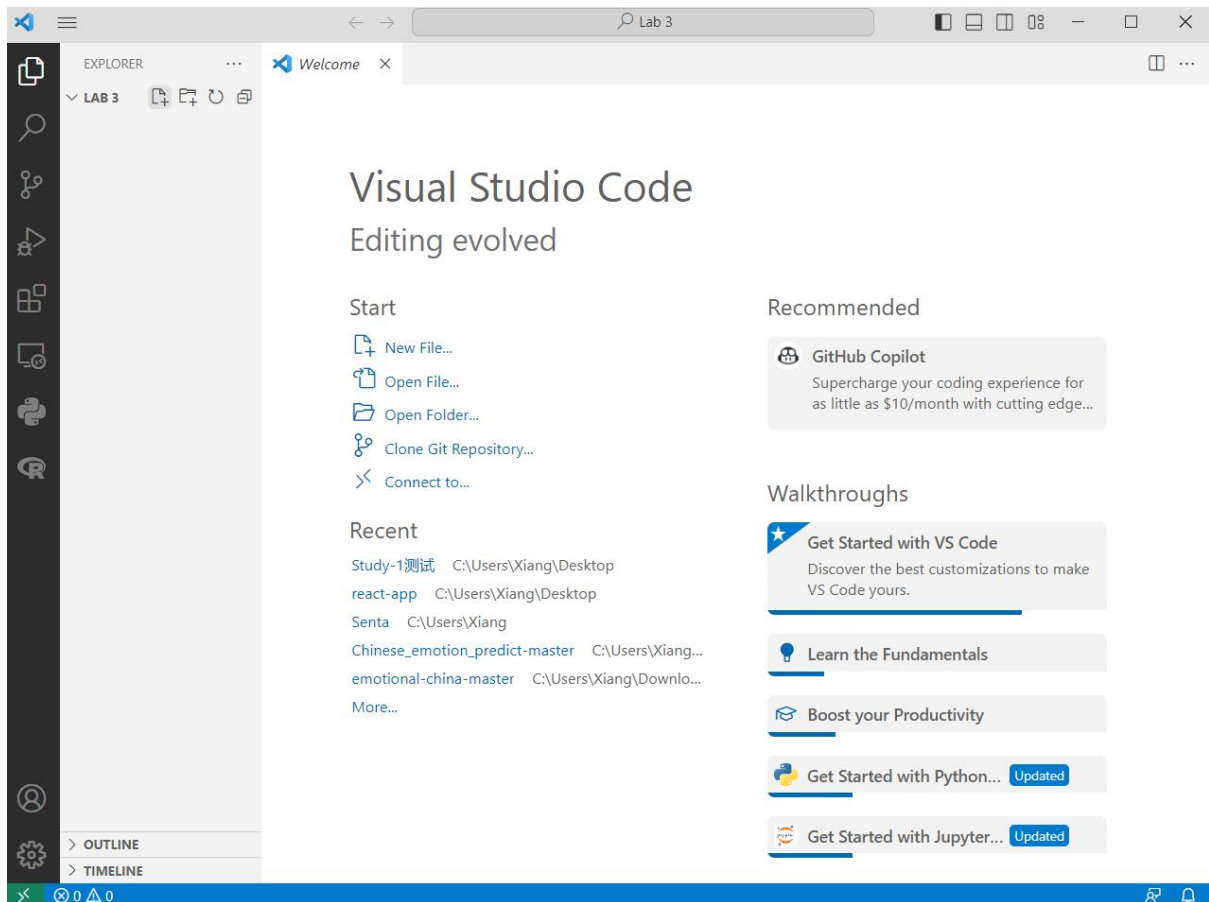 Lab 3
EXPLORER
Welcome
LAB 3
Visual Studio Code
Editing evolved
Start
New File...
Open File...
Open Folder...
Clone Git Repository...
Connect to...
Recent
Study-1测试 C:\Users\Xiang\Desktop
react-app C:\Users\Xiang\Desktop
Senta C:\Users\Xiang
Chinese_emotion_predict-master C:\Users\Xiang...
emotional-china-master C:\Users\Xiang\Downlo...
More...
Recommended
GitHub Copilot
Supercharge your coding experience for
as little as $10/month with cutting edge...
Walkthroughs
Get Started with VS Code
Discover the best customizations to make
VS Code yours.
Learn the Fundamentals
Boost your Productivity
Get Started with Python... Updated
Get Started with Jupyter... Updated
OUTLINE
TIMELINE
0 0